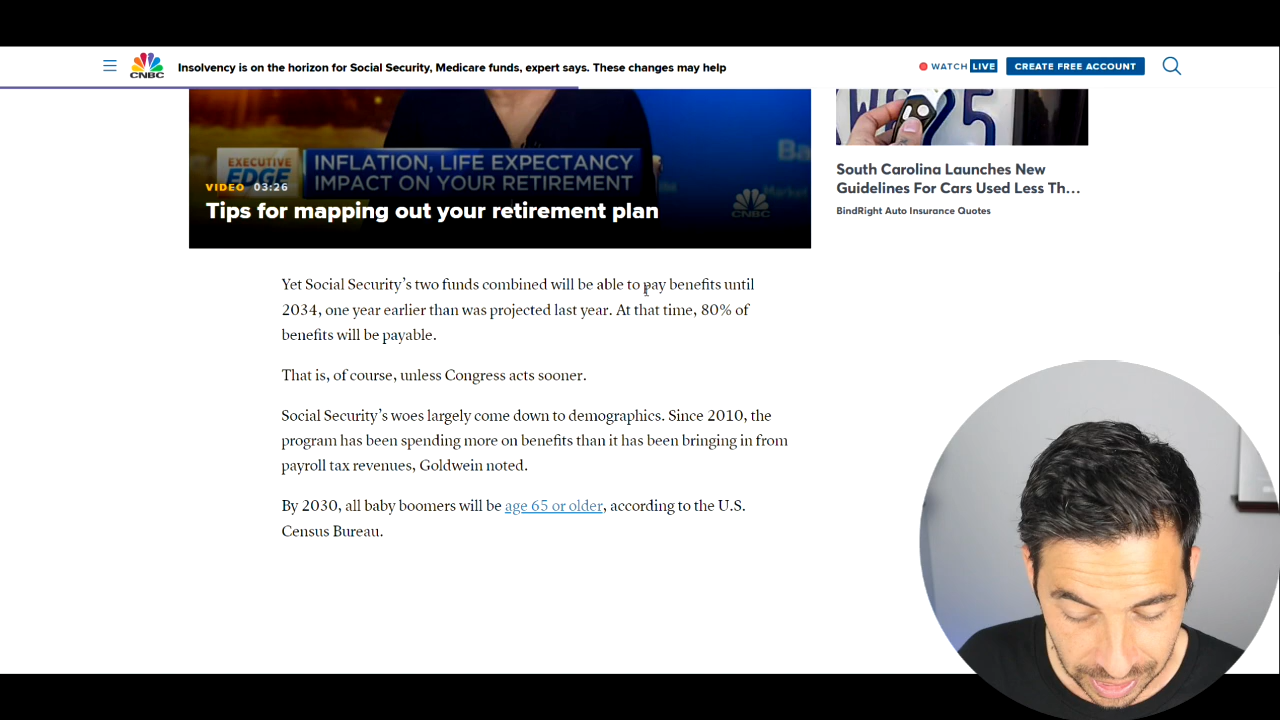 CNBC
Insolvency is on the horizon for Social Security, Medicare funds, expert says. These changes may help
WATCH LIVE
CREATE FREE ACCOUNT
EXECUTIVE
EDGE
INFLATION, LIFE EXPECTANCY
IMPACT ON YOUR RETIREMENT
VIDEO 03:26
Tips for mapping out your retirement plan
CNBC
South Carolina Launches New
Guidelines For Cars Used Less Th...
BindRight Auto Insurance Quotes
Yet Social Security’s two funds combined will be able to pay benefits until
2034, one year earlier than was projected last year. At that time, 80% of
benefits will be payable.
That is, of course, unless Congress acts sooner.
Social Security’s woes largely come down to demographics. Since 2010, the
program has been spending more on benefits than it has been bringing in from
payroll tax revenues, Goldwein noted.
By 2030, all baby boomers will be age 65 or older, according to the U.S.
Census Bureau.